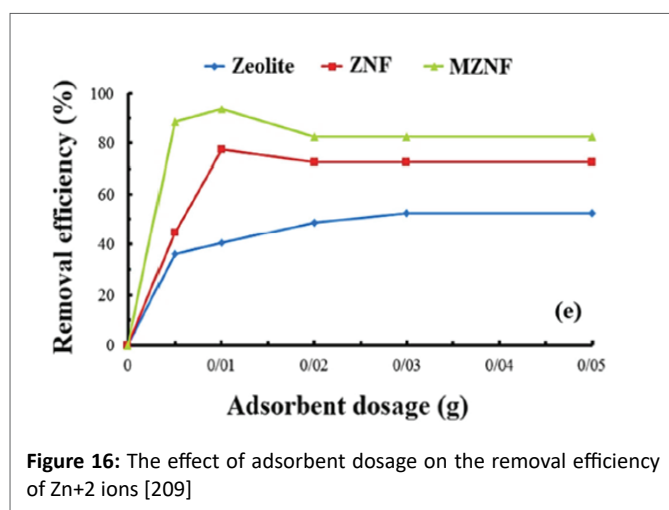 Zeolite ZNF MZNF
100
80
60
40
20
0
Removal efficiency (%)
(e)
0 0/01 0/02 0/03 0/04 0/05
Adsorbent dosage (g)
Figure 16: The effect of adsorbent dosage on the removal efficiency
of Zn+2 ions [209]